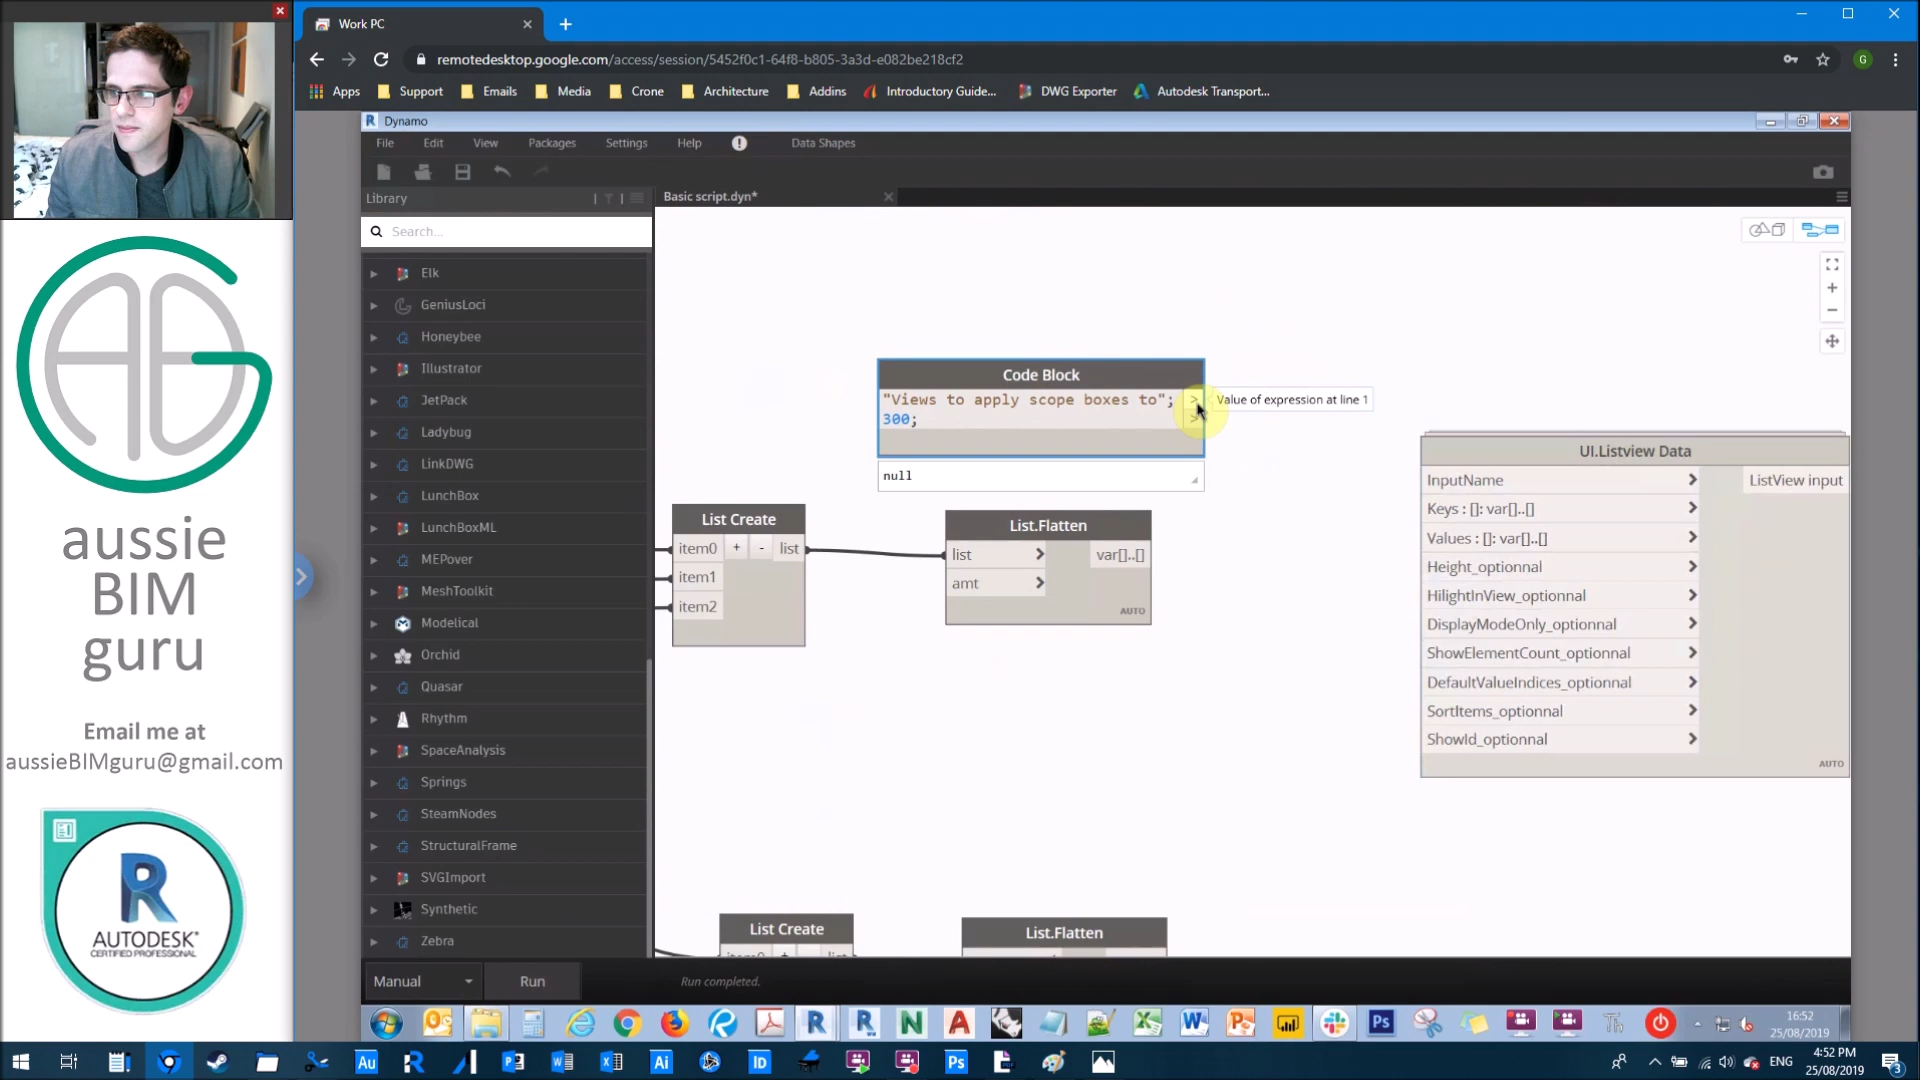 Work PC
remotedesktop.google.com/access/session/5452f0c1-64f8-b805-3a3d-e082be218cf2
G
Apps Support Emails Media Crone Architecture Addins Introductory Guide... DWG Exporter Autodesk Transport...
R Dynamo
File Edit View Packages Settings Help Data Shapes
Library
Basic script.dyn*
Search...
Elk
GeniusLoci
Honeybee
Illustrator
JetPack
Ladybug
LinkDWG
LunchBox
LunchBoxML
MEPover
MeshToolkit
Modelical
Orchid
Quasar
Rhythm
SpaceAnalysis
Springs
SteamNodes
StructuralFrame
SVGImport
Synthetic
Zebra
Code Block
"Views to apply scope boxes to"; >
300; >
Value of expression at line 1
null
List Create
item0 + - list
item1
item2
List.Flatten
list var[]..[]
amt
AUTO
UI.Listview Data
InputName ListView input
Keys : []: var[]..[]
Values : []: var[]..[]
Height_optionnal
HilightInView_optionnal
DisplayModeOnly_optionnal
ShowElementCount_optionnal
DefaultValueIndices_optionnal
SortItems_optionnal
ShowId_optionnal
AUTO
List Create
item0 + - list
List.Flatten
Manual Run Run completed.
16:52
25/08/2019
ENG
4:52 PM
25/08/2019
3
aussie
BIM
guru
Email me at
aussieBIMguru@gmail.com
R
AUTODESK®
CERTIFIED PROFESSIONAL